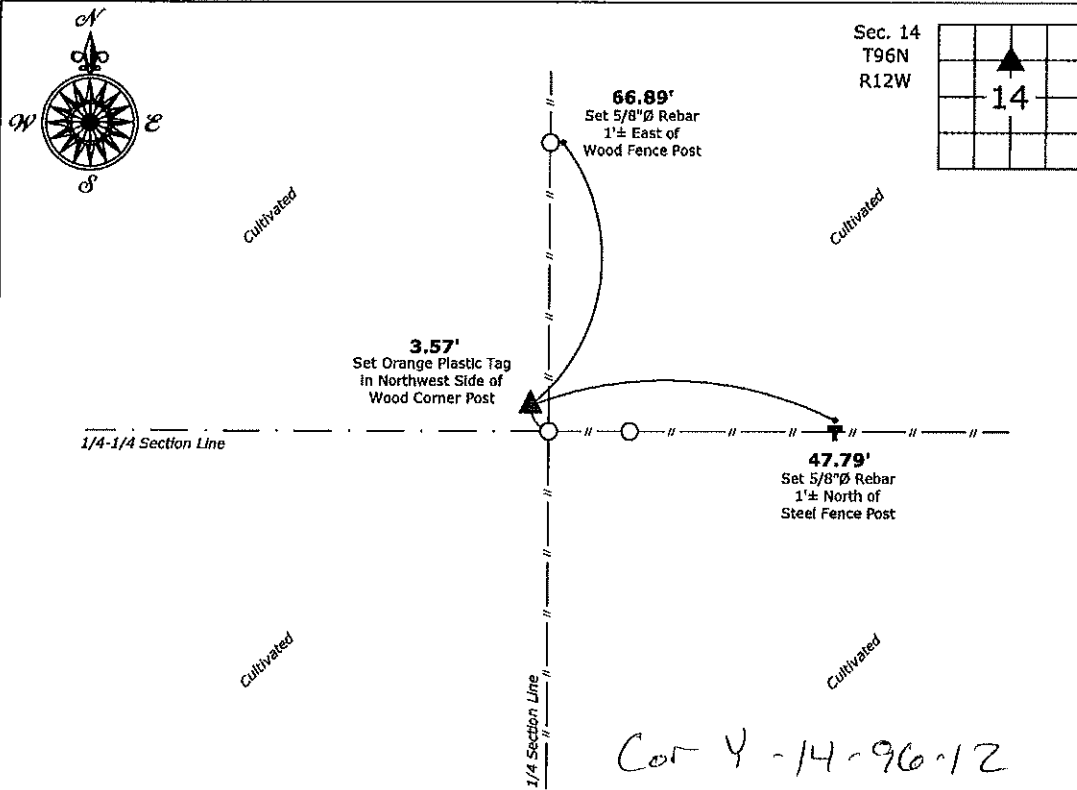 N
W E
S
Sec. 14
T96N
R12W
14
66.89'
Set 5/8"Ø Rebar
1'± East of
Wood Fence Post
Cultivated
Cultivated
3.57'
Set Orange Plastic Tag
in Northwest Side of
Wood Corner Post
1/4-1/4 Section Line
47.79'
Set 5/8"Ø Rebar
1'± North of
Steel Fence Post
Cultivated
Cultivated
1/4 Section Line
Cor Y-14-96-12